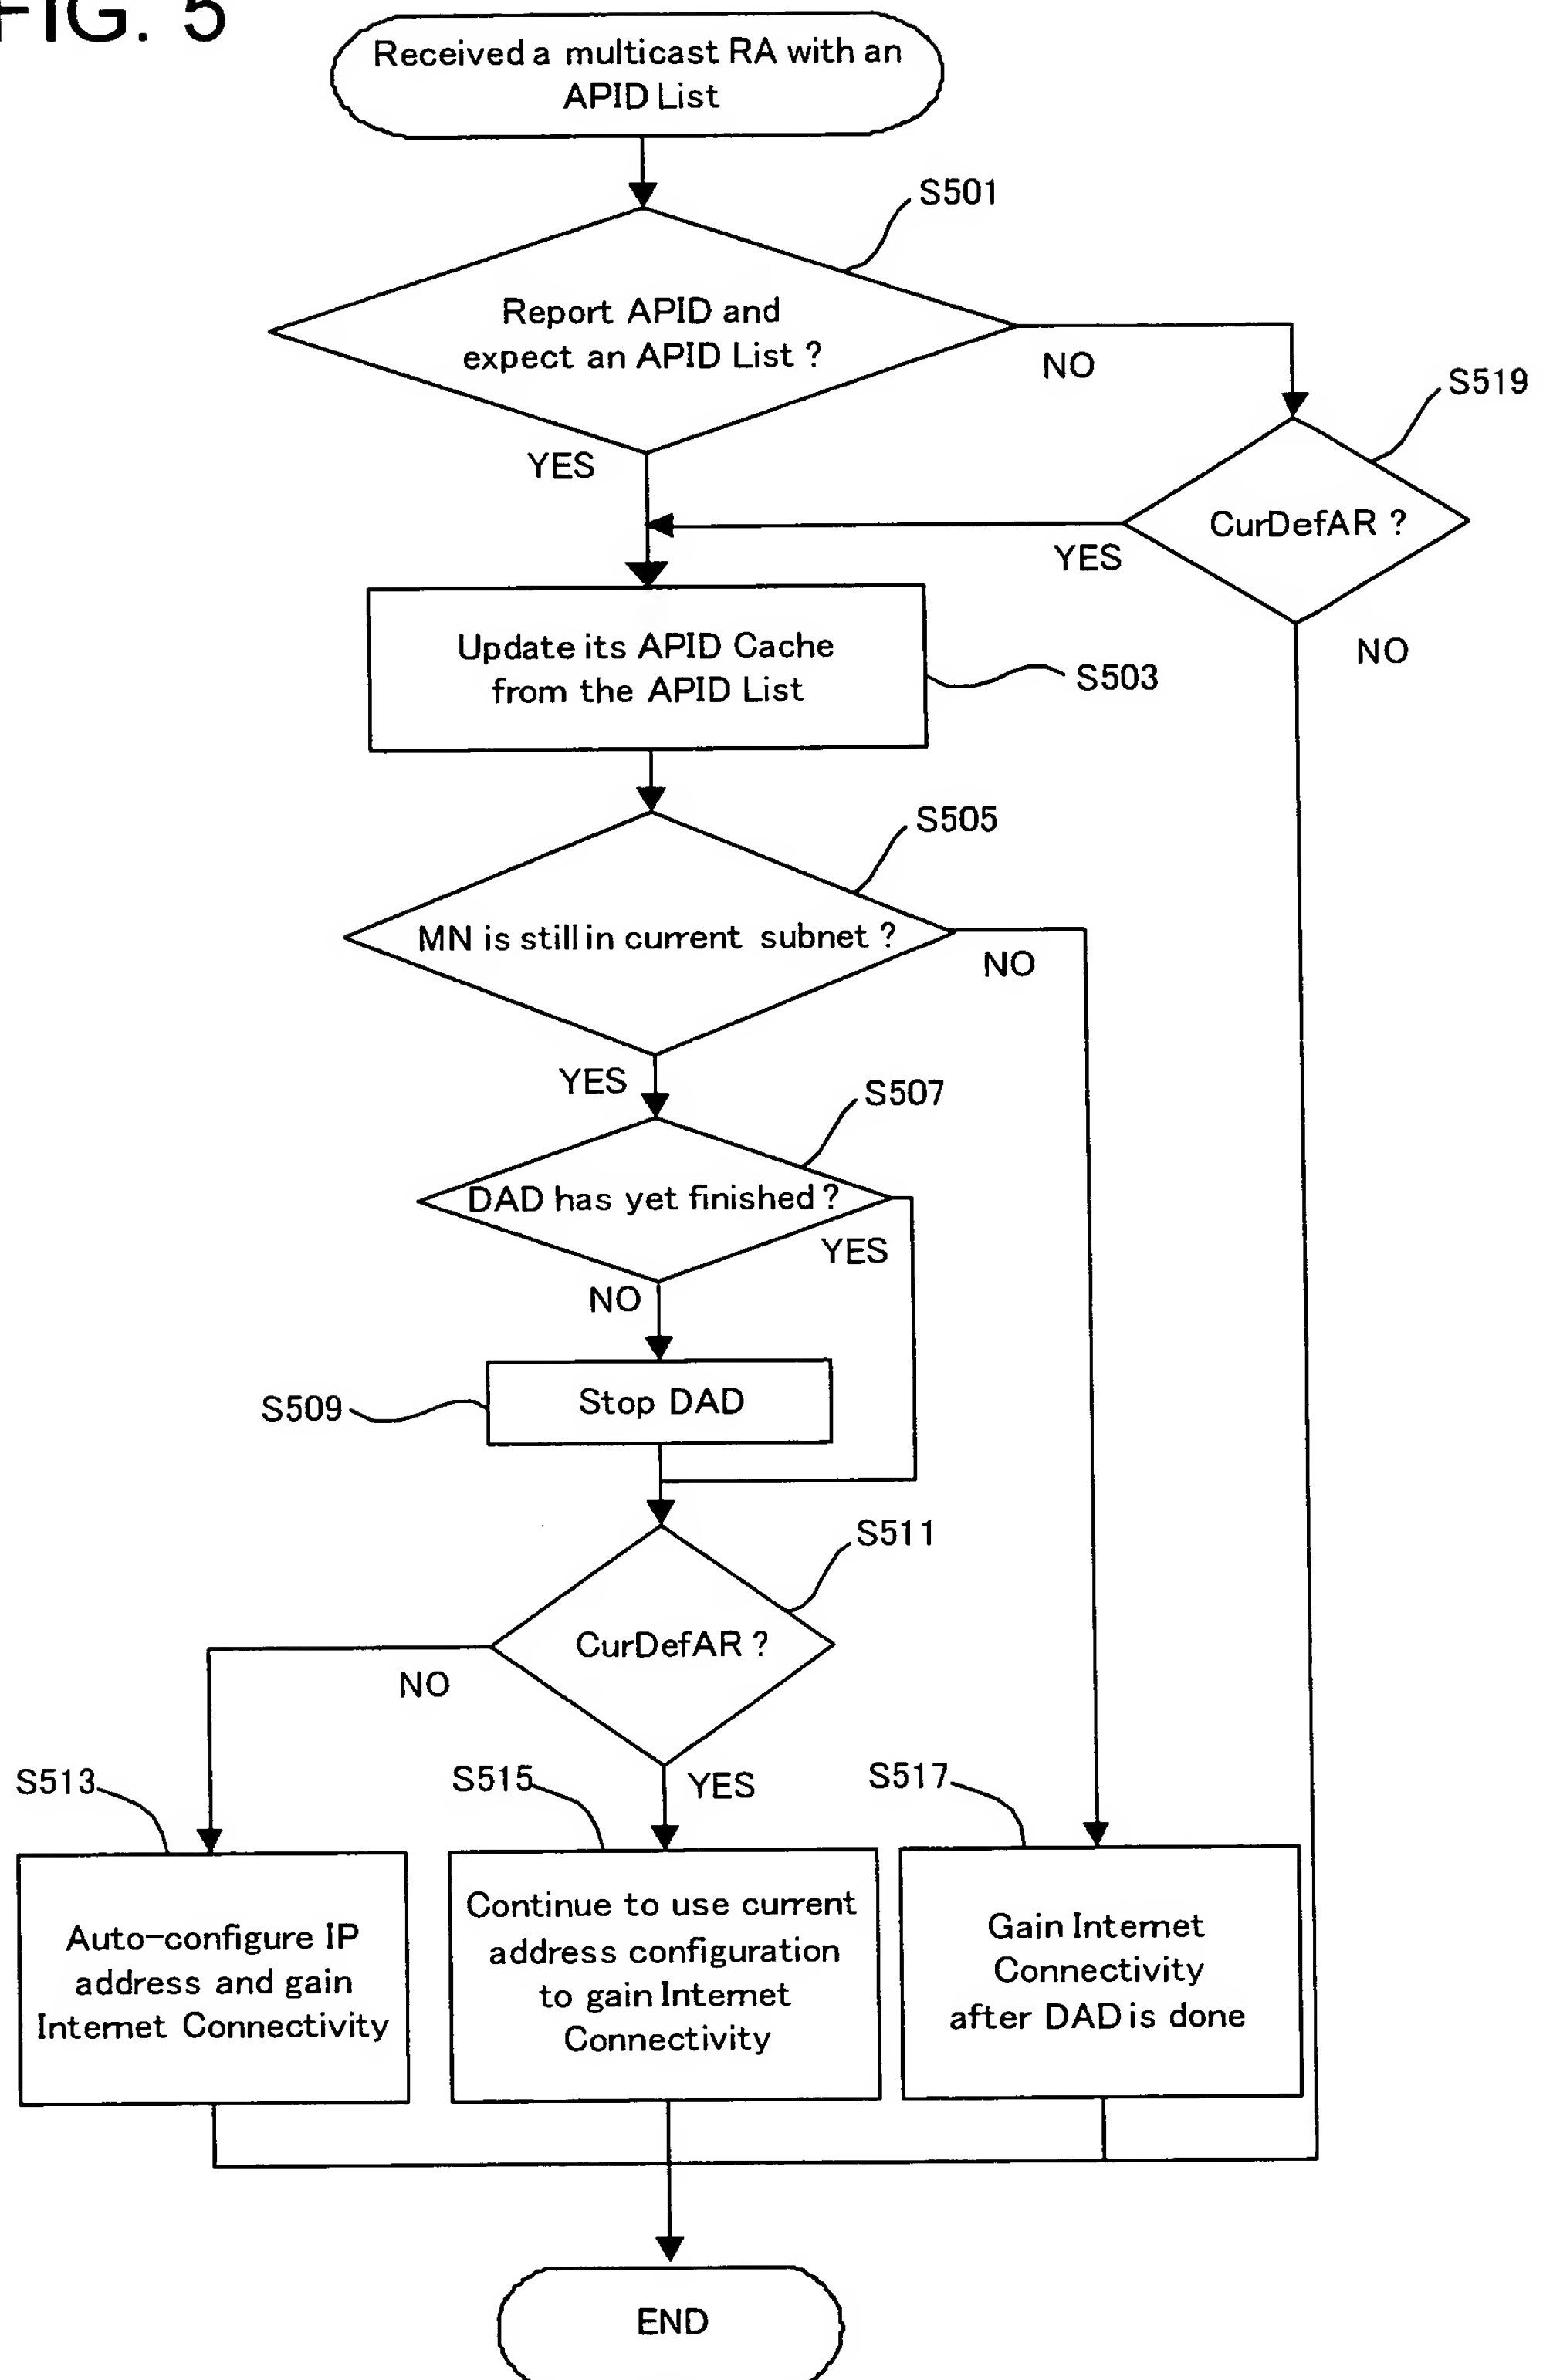 FIG. 5
Received a multicast RA with an
APID List
S501
Report APID and
expect an APID List ?
NO
S519
YES
CurDefAR ?
YES
NO
Update its APID Cache
from the APID List
S503
S505
MN is still in current subnet ?
NO
YES
S507
DAD has yet finished ?
YES
NO
Stop DAD
S509
S511
CurDefAR ?
NO
YES
S513
S515
S517
Auto-configure IP
address and gain
Internet Connectivity
Continue to use current
address configuration
to gain Internet
Connectivity
Gain Internet
Connectivity
after DAD is done
END